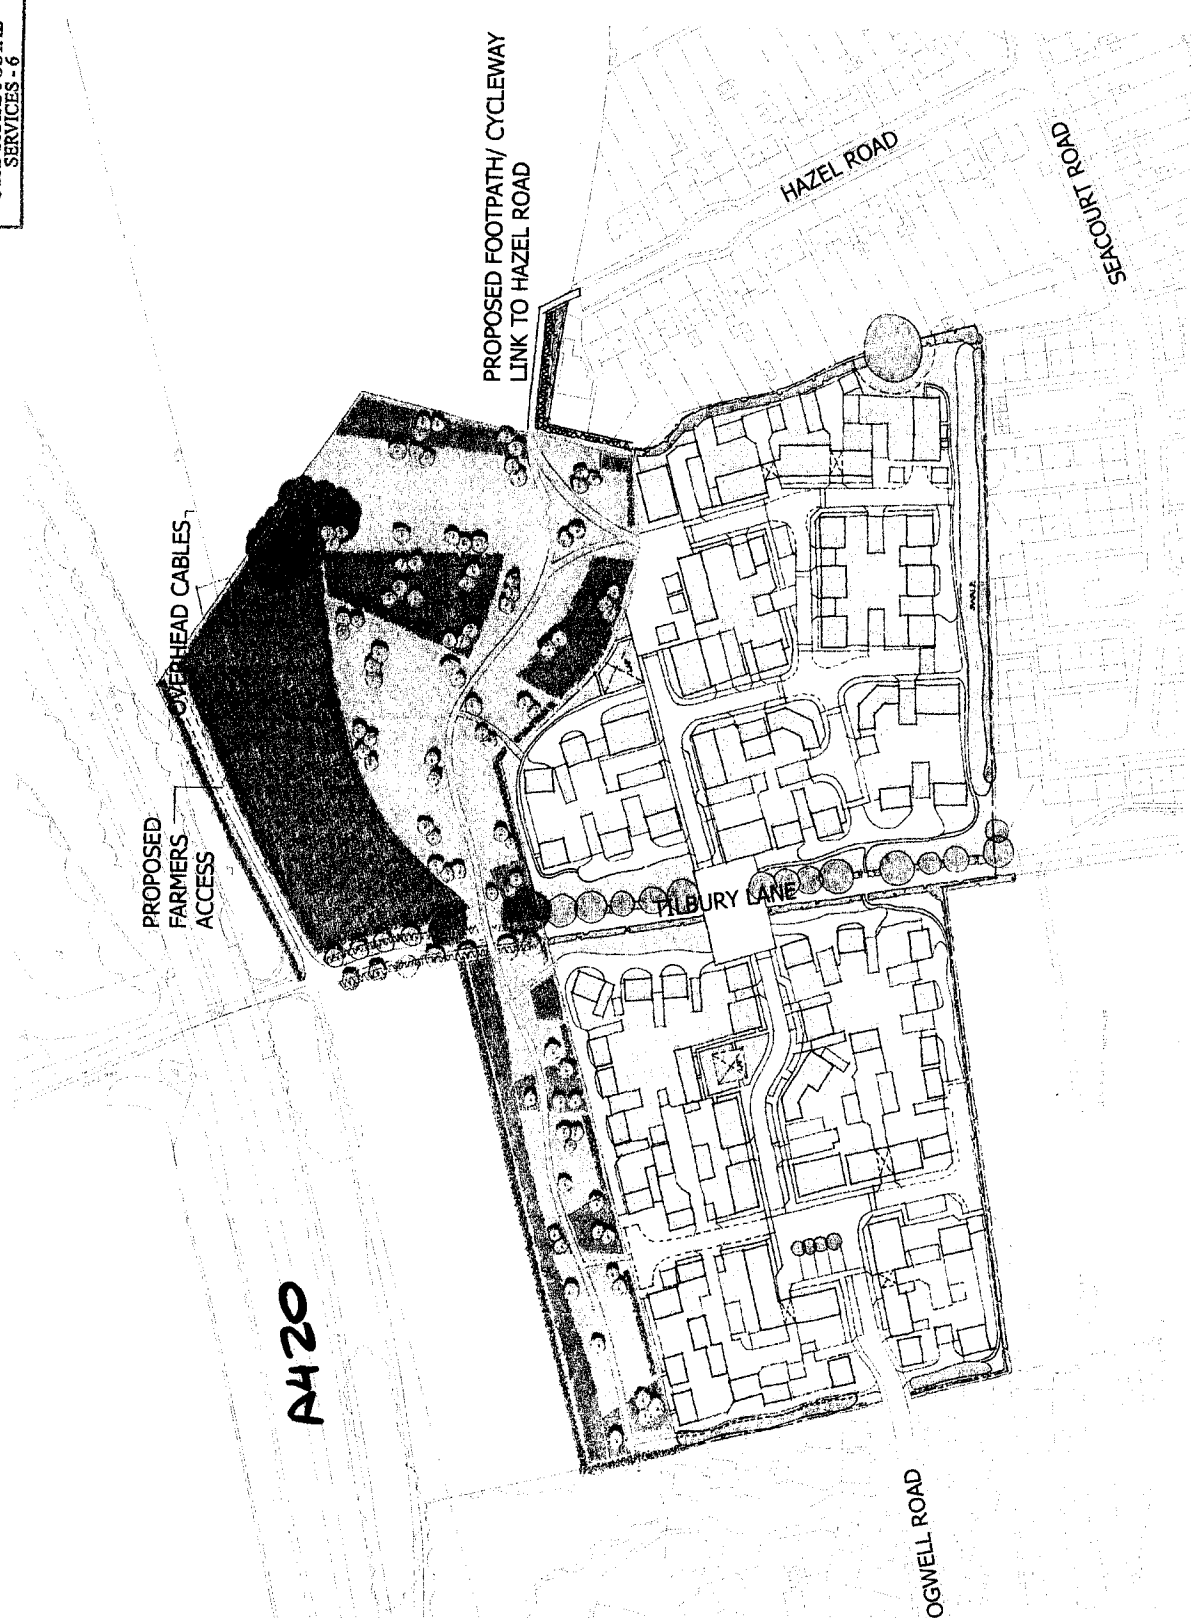 SERVICES - 6
PROPOSED FOOTPATH/ CYCLEWAY
LINK TO HAZEL ROAD
HAZEL ROAD
SEACOURT ROAD
OVERHEAD CABLES
PROPOSED
FARMERS
ACCESS
TILBURY LANE
A420
OGWELL ROAD